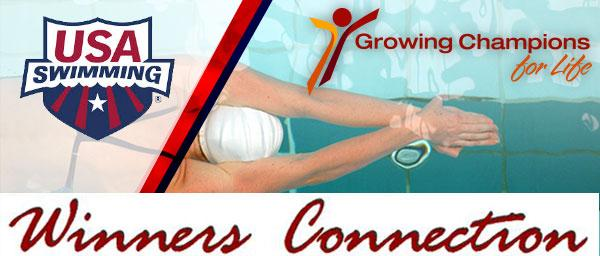 USA
SWIMMING
®
Growing Champions
for Life
Winners Connection